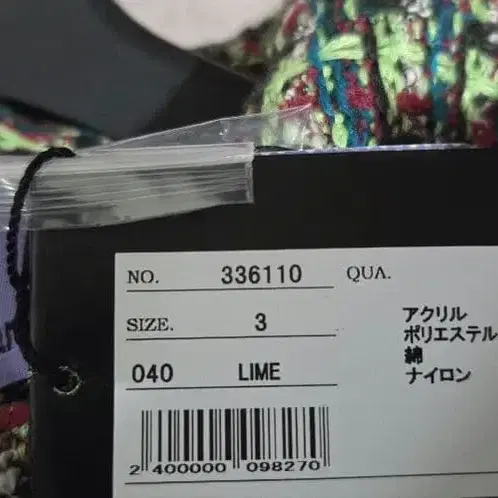 NO. 336110 QUA.
SIZE. 3
040 LIME
アクリル
ポリエステル
綿
ナイロン
2 400000 098270